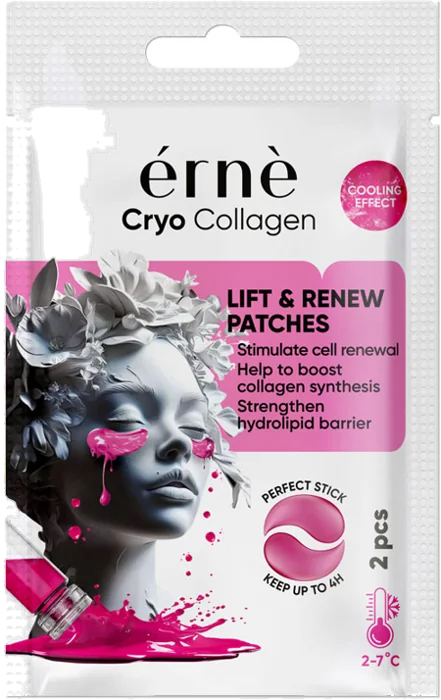 érnè
Cryo Collagen
COOLING
EFFECT
LIFT & RENEW
PATCHES
Stimulate cell renewal
Help to boost
collagen synthesis
Strengthen
hydrolipid barrier
PERFECT STICK
KEEP UP TO 4H
2 pcs
2-7°C